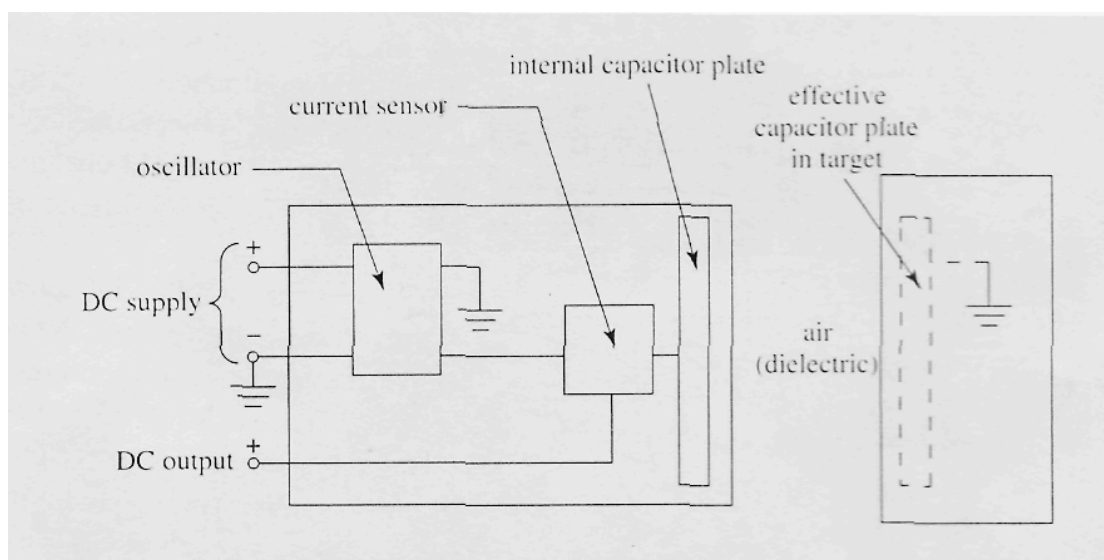 internal capacitor plate
effective
capacitor plate
in target
current sensor
oscillator
+
DC supply
−
air
(dielectric)
+
DC output